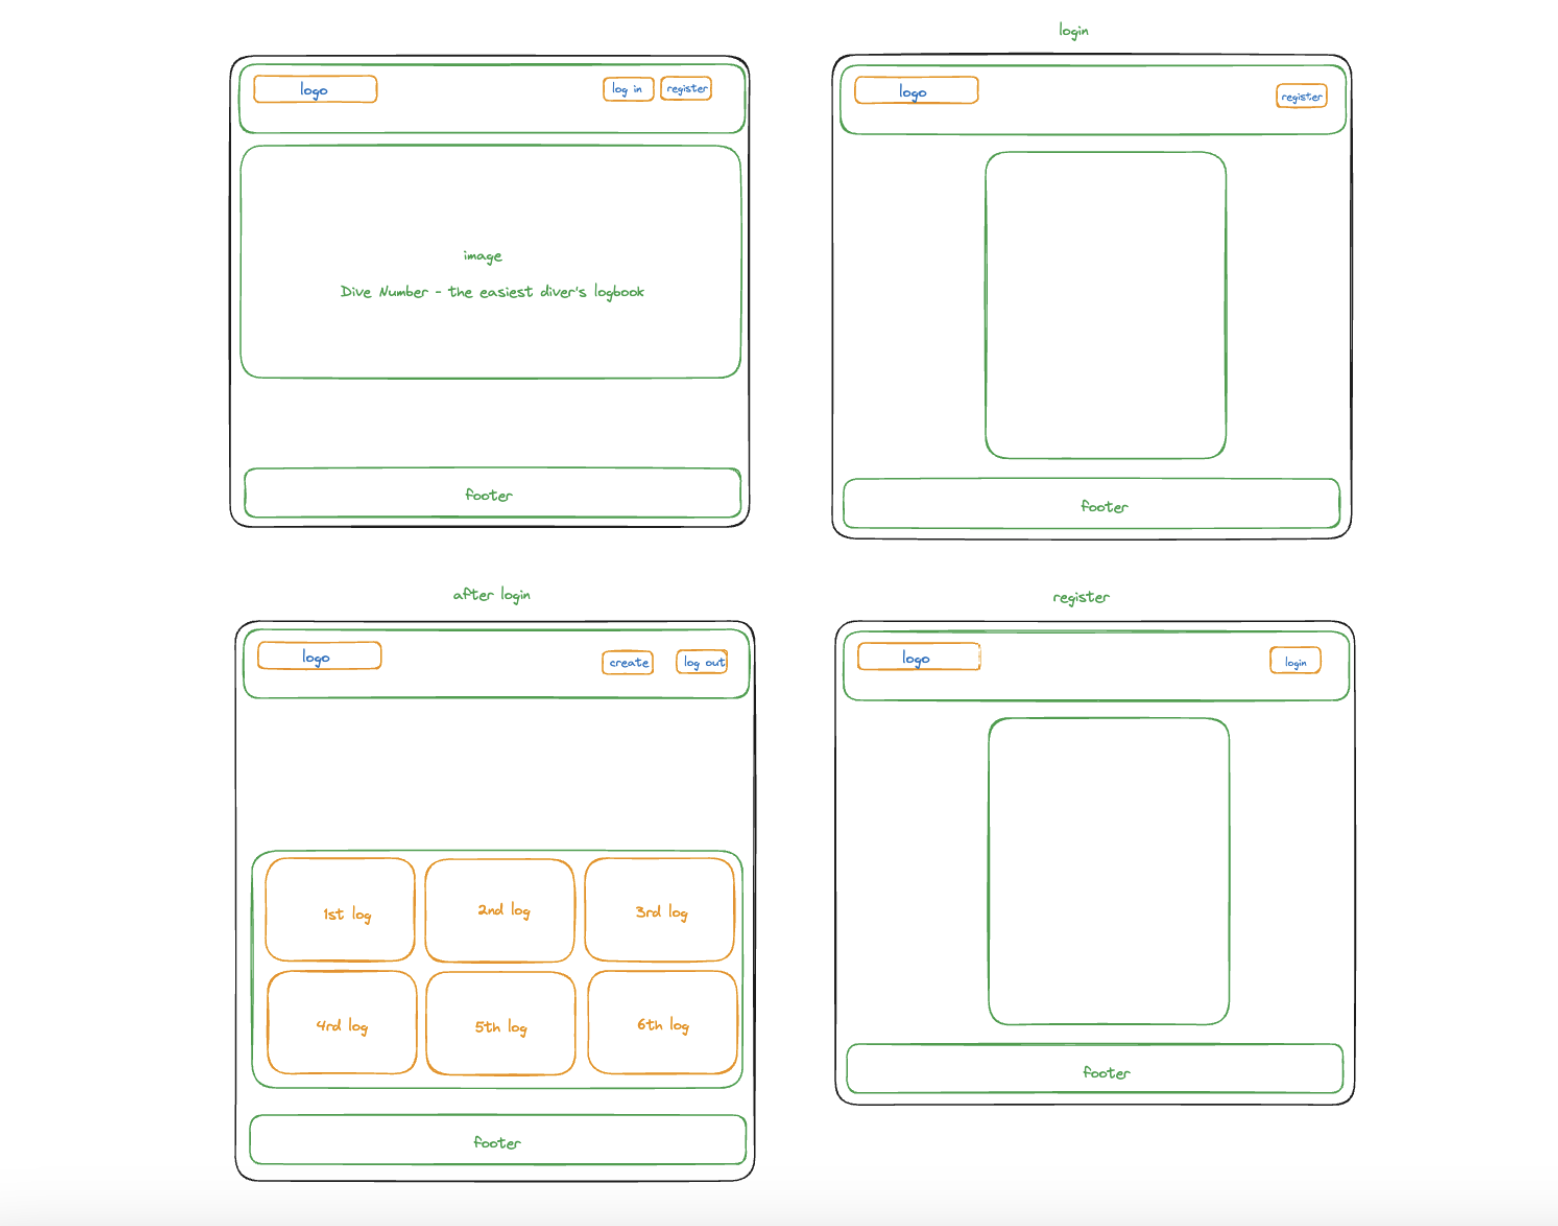 logo
log in
register
image
Dive Number - the easiest diver's logbook
footer
login
logo
register
footer
after login
logo
create
log out
1st log
2nd log
3rd log
4rd log
5th log
6th log
footer
register
logo
login
footer